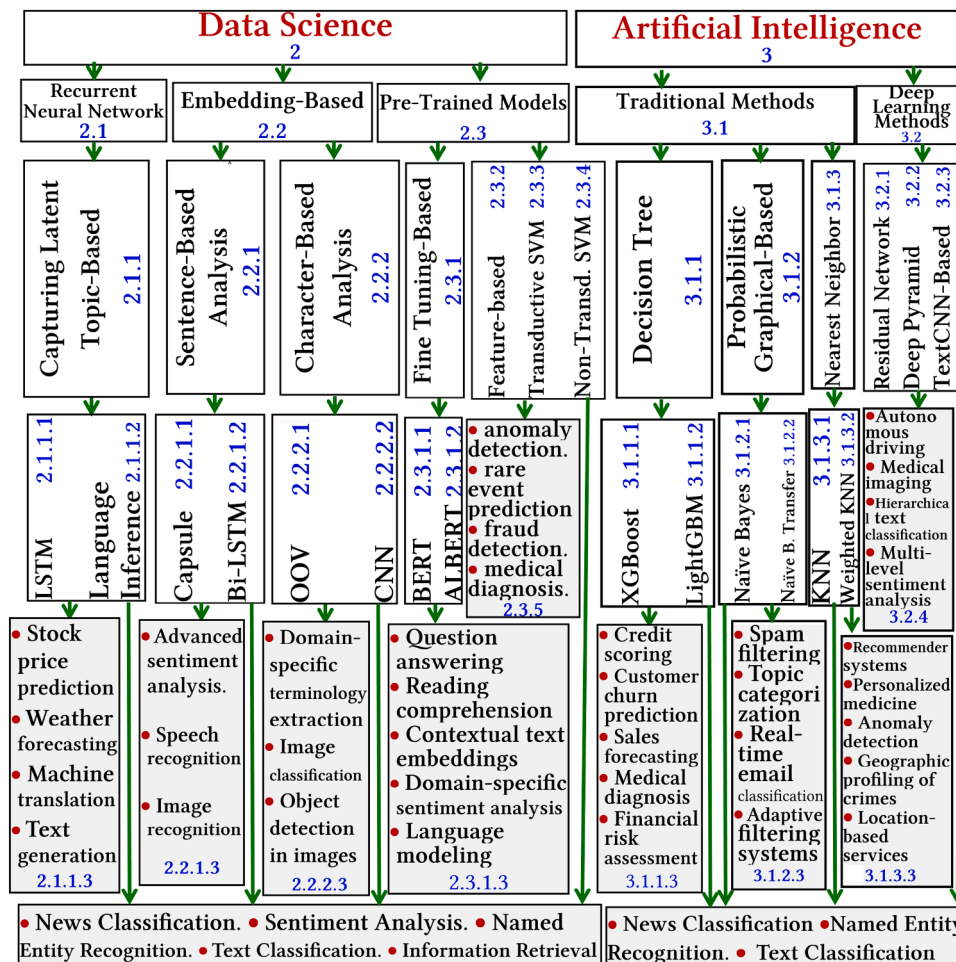 Data Science
2
Artificial Intelligence
3
Recurrent
Neural Network
2.1
Embedding-Based
2.2
Pre-Trained Models
2.3
Traditional Methods
3.1
Deep
Learning
Methods
3.2
Capturing Latent
Topic-Based
2.1.1
Sentence-Based
Analysis
2.2.1
Character-Based
Analysis
2.2.2
Fine Tuning-Based
2.3.1
Feature-based 2.3.2
Transductive SVM 2.3.3
Non-Transd. SVM 2.3.4
Decision Tree
3.1.1
Probabilistic
Graphical-Based
3.1.2
Nearest Neighbor 3.1.3
Residual Network 3.2.1
Deep Pyramid 3.2.2
TextCNN-Based 3.2.3
LSTM 2.1.1.1
Language
Inference 2.1.1.2
Capsule 2.2.1.1
Bi-LSTM 2.2.1.2
OOV 2.2.2.1
CNN 2.2.2.2
BERT 2.3.1.1
ALBERT 2.3.1.2
• anomaly
detection.
• rare
event
prediction
• fraud
detection.
• medical
diagnosis.
2.3.5
XGBoost 3.1.1.1
LightGBM 3.1.1.2
Naïve Bayes 3.1.2.1
Naïve B. Transfer 3.1.2.2
KNN 3.1.3.1
Weighted KNN 3.1.3.2
• Autono
mous
driving
• Medical
imaging
• Hierarchica
l text
classification
• Multi-
level
sentiment
analysis
3.2.4
• Stock
price
prediction
• Weather
forecasting
• Machine
translation
• Text
generation
2.1.1.3
• Advanced
sentiment
analysis.
• Speech
recognition
• Image
recognition
2.2.1.3
• Domain-
specific
terminology
extraction
• Image
classification
• Object
detection
in images
2.2.2.3
• Question
answering
• Reading
comprehension
• Contextual text
embeddings
• Domain-specific
sentiment analysis
• Language
modeling
2.3.1.3
• Credit
scoring
• Customer
churn
prediction
• Sales
forecasting
• Medical
diagnosis
• Financial
risk
assessment
3.1.1.3
• Spam
filtering
• Topic
categori
zation
• Real-
time
email
classification
• Adaptive
filtering
systems
3.1.2.3
• Recommender
systems
• Personalized
medicine
• Anomaly
detection
• Geographic
profiling of
crimes
• Location-
based
services
3.1.3.3
• News Classification. • Sentiment Analysis. • Named
Entity Recognition. • Text Classification. • Information Retrieval
• News Classification • Named Entity
Recognition. • Text Classification